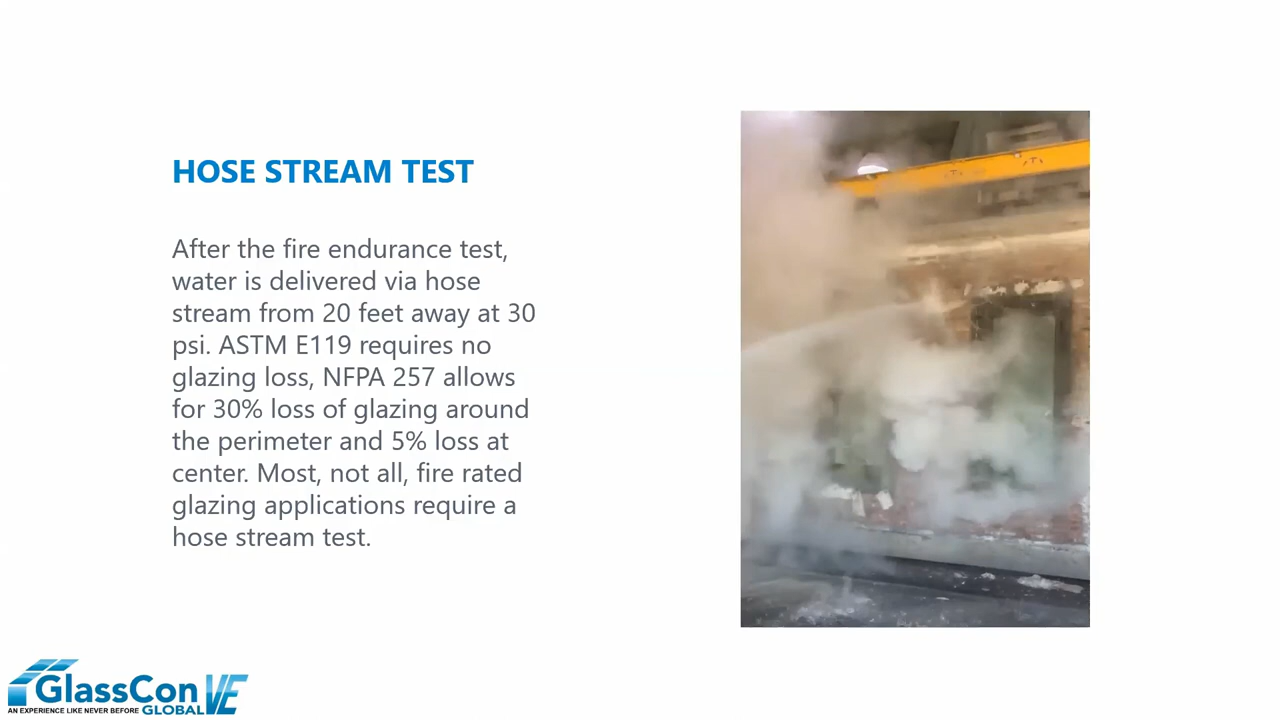 HOSE STREAM TEST
After the fire endurance test,
water is delivered via hose
stream from 20 feet away at 30
psi. ASTM E119 requires no
glazing loss, NFPA 257 allows
for 30% loss of glazing around
the perimeter and 5% loss at
center. Most, not all, fire rated
glazing applications require a
hose stream test.
GlassCon VE
AN EXPERIENCE LIKE NEVER BEFORE GLOBAL